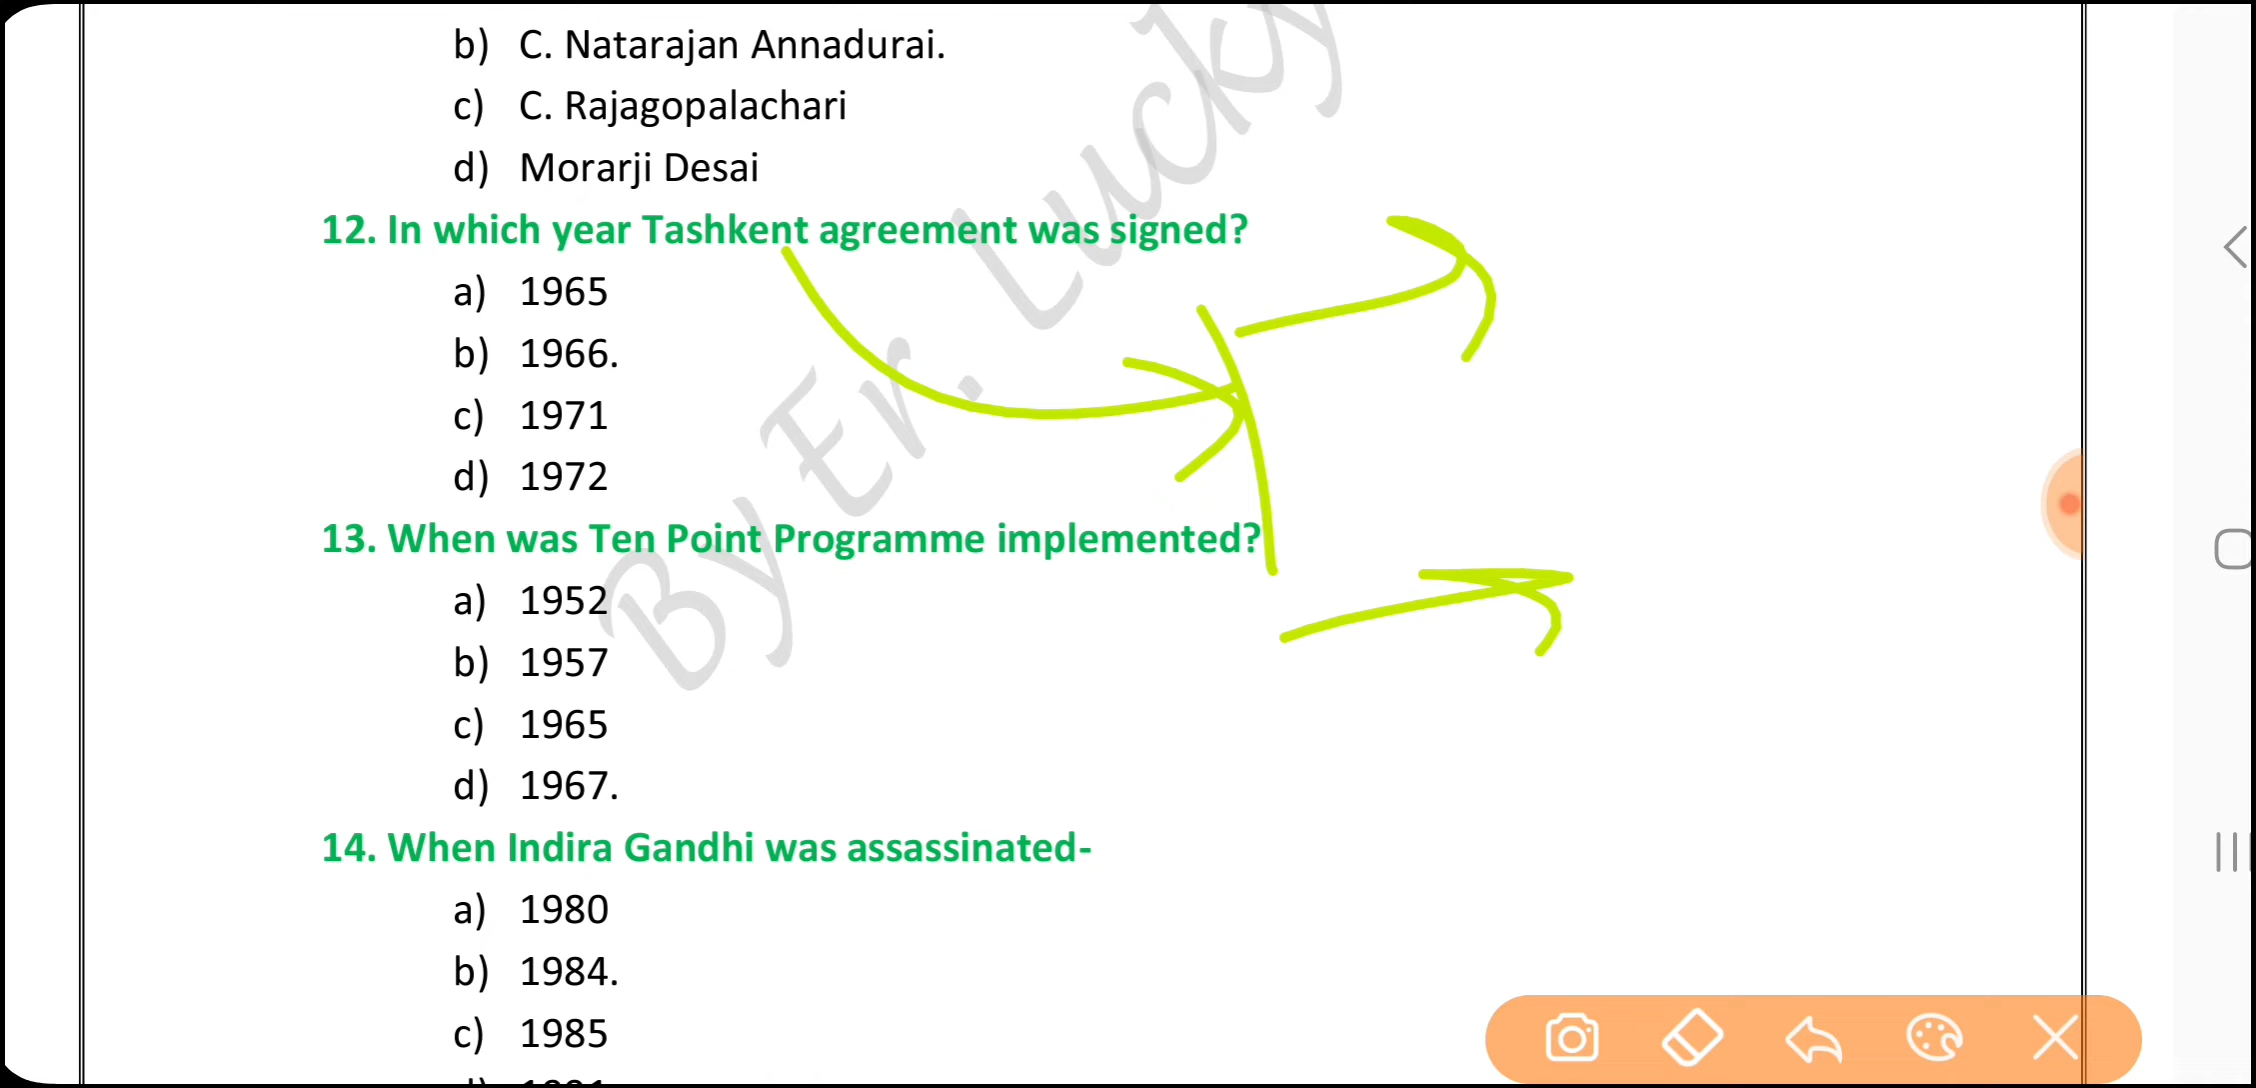 b) C. Natarajan Annadurai.
c) C. Rajagopalachari
d) Morarji Desai
12. In which year Tashkent agreement was signed?
a) 1965
b) 1966.
c) 1971
d) 1972
13. When was Ten Point Programme implemented?
a) 1952
b) 1957
c) 1965
d) 1967.
14. When Indira Gandhi was assassinated-
a) 1980
b) 1984.
c) 1985
By Er. Lucky